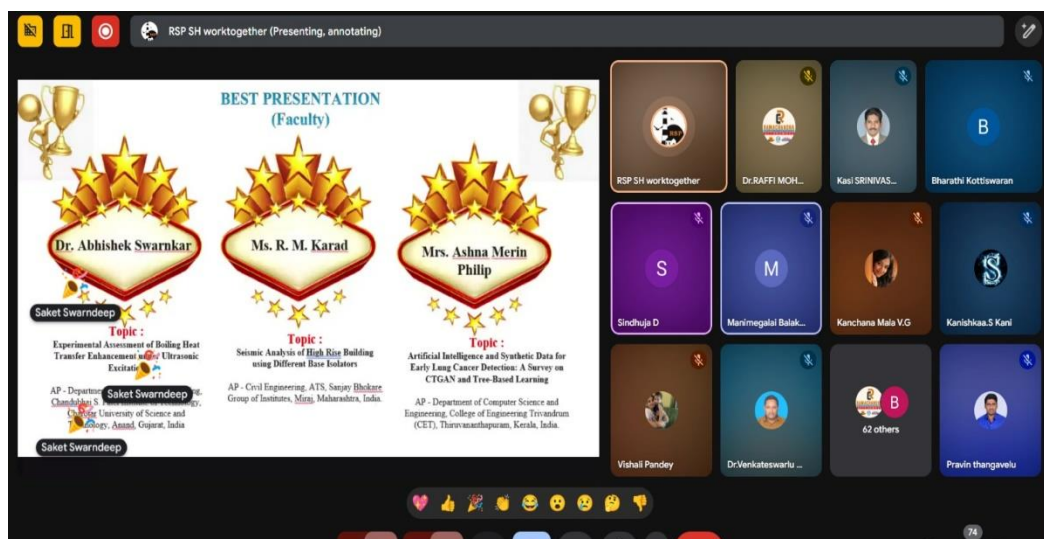 RSP SH worktogether (Presenting, annotating)
BEST PRESENTATION
(Faculty)
Dr. Abhishek Swarnkar
Saket Swarndeep
Topic :
Experimental Assessment of Boiling Heat
Transfer Enhancement Ultrasonic
AP -
Saket Swarndeep
Chandubhai S.
University of Science and
Anand, Gujarat, India
Saket Swarndeep
Ms. R. M. Karad
Topic :
Seismic Analysis of High Rise Building
using Different Base Isolators
AP - Civil Engineering, ATS, Sanjay Bhokare
Group of Institutes, Miraj, Maharashtra, India.
Mrs. Ashna Merin
Philip
Topic :
Artificial Intelligence and Synthetic Data for
Early Lung Cancer Detection: A Survey on
CTGAN and Tree-Based Learning
AP - Department of Computer Science and
Engineering, College of Engineering Trivandrum
(CET), Thiruvananthapuram, Kerala, India.
RSP
RSP SH worktogether
Dr.RAFFI MOH...
Kasi SRINIVAS...
B
Bharathi Kottiswaran
S
Sindhuja D
M
Manimegalai Balak...
Kanchana Mala V.G
S
Kanishkaa.S Kani
Vishali Pandey
Dr.Venkateswarlu ...
B
62 others
Pravin thangavelu
74